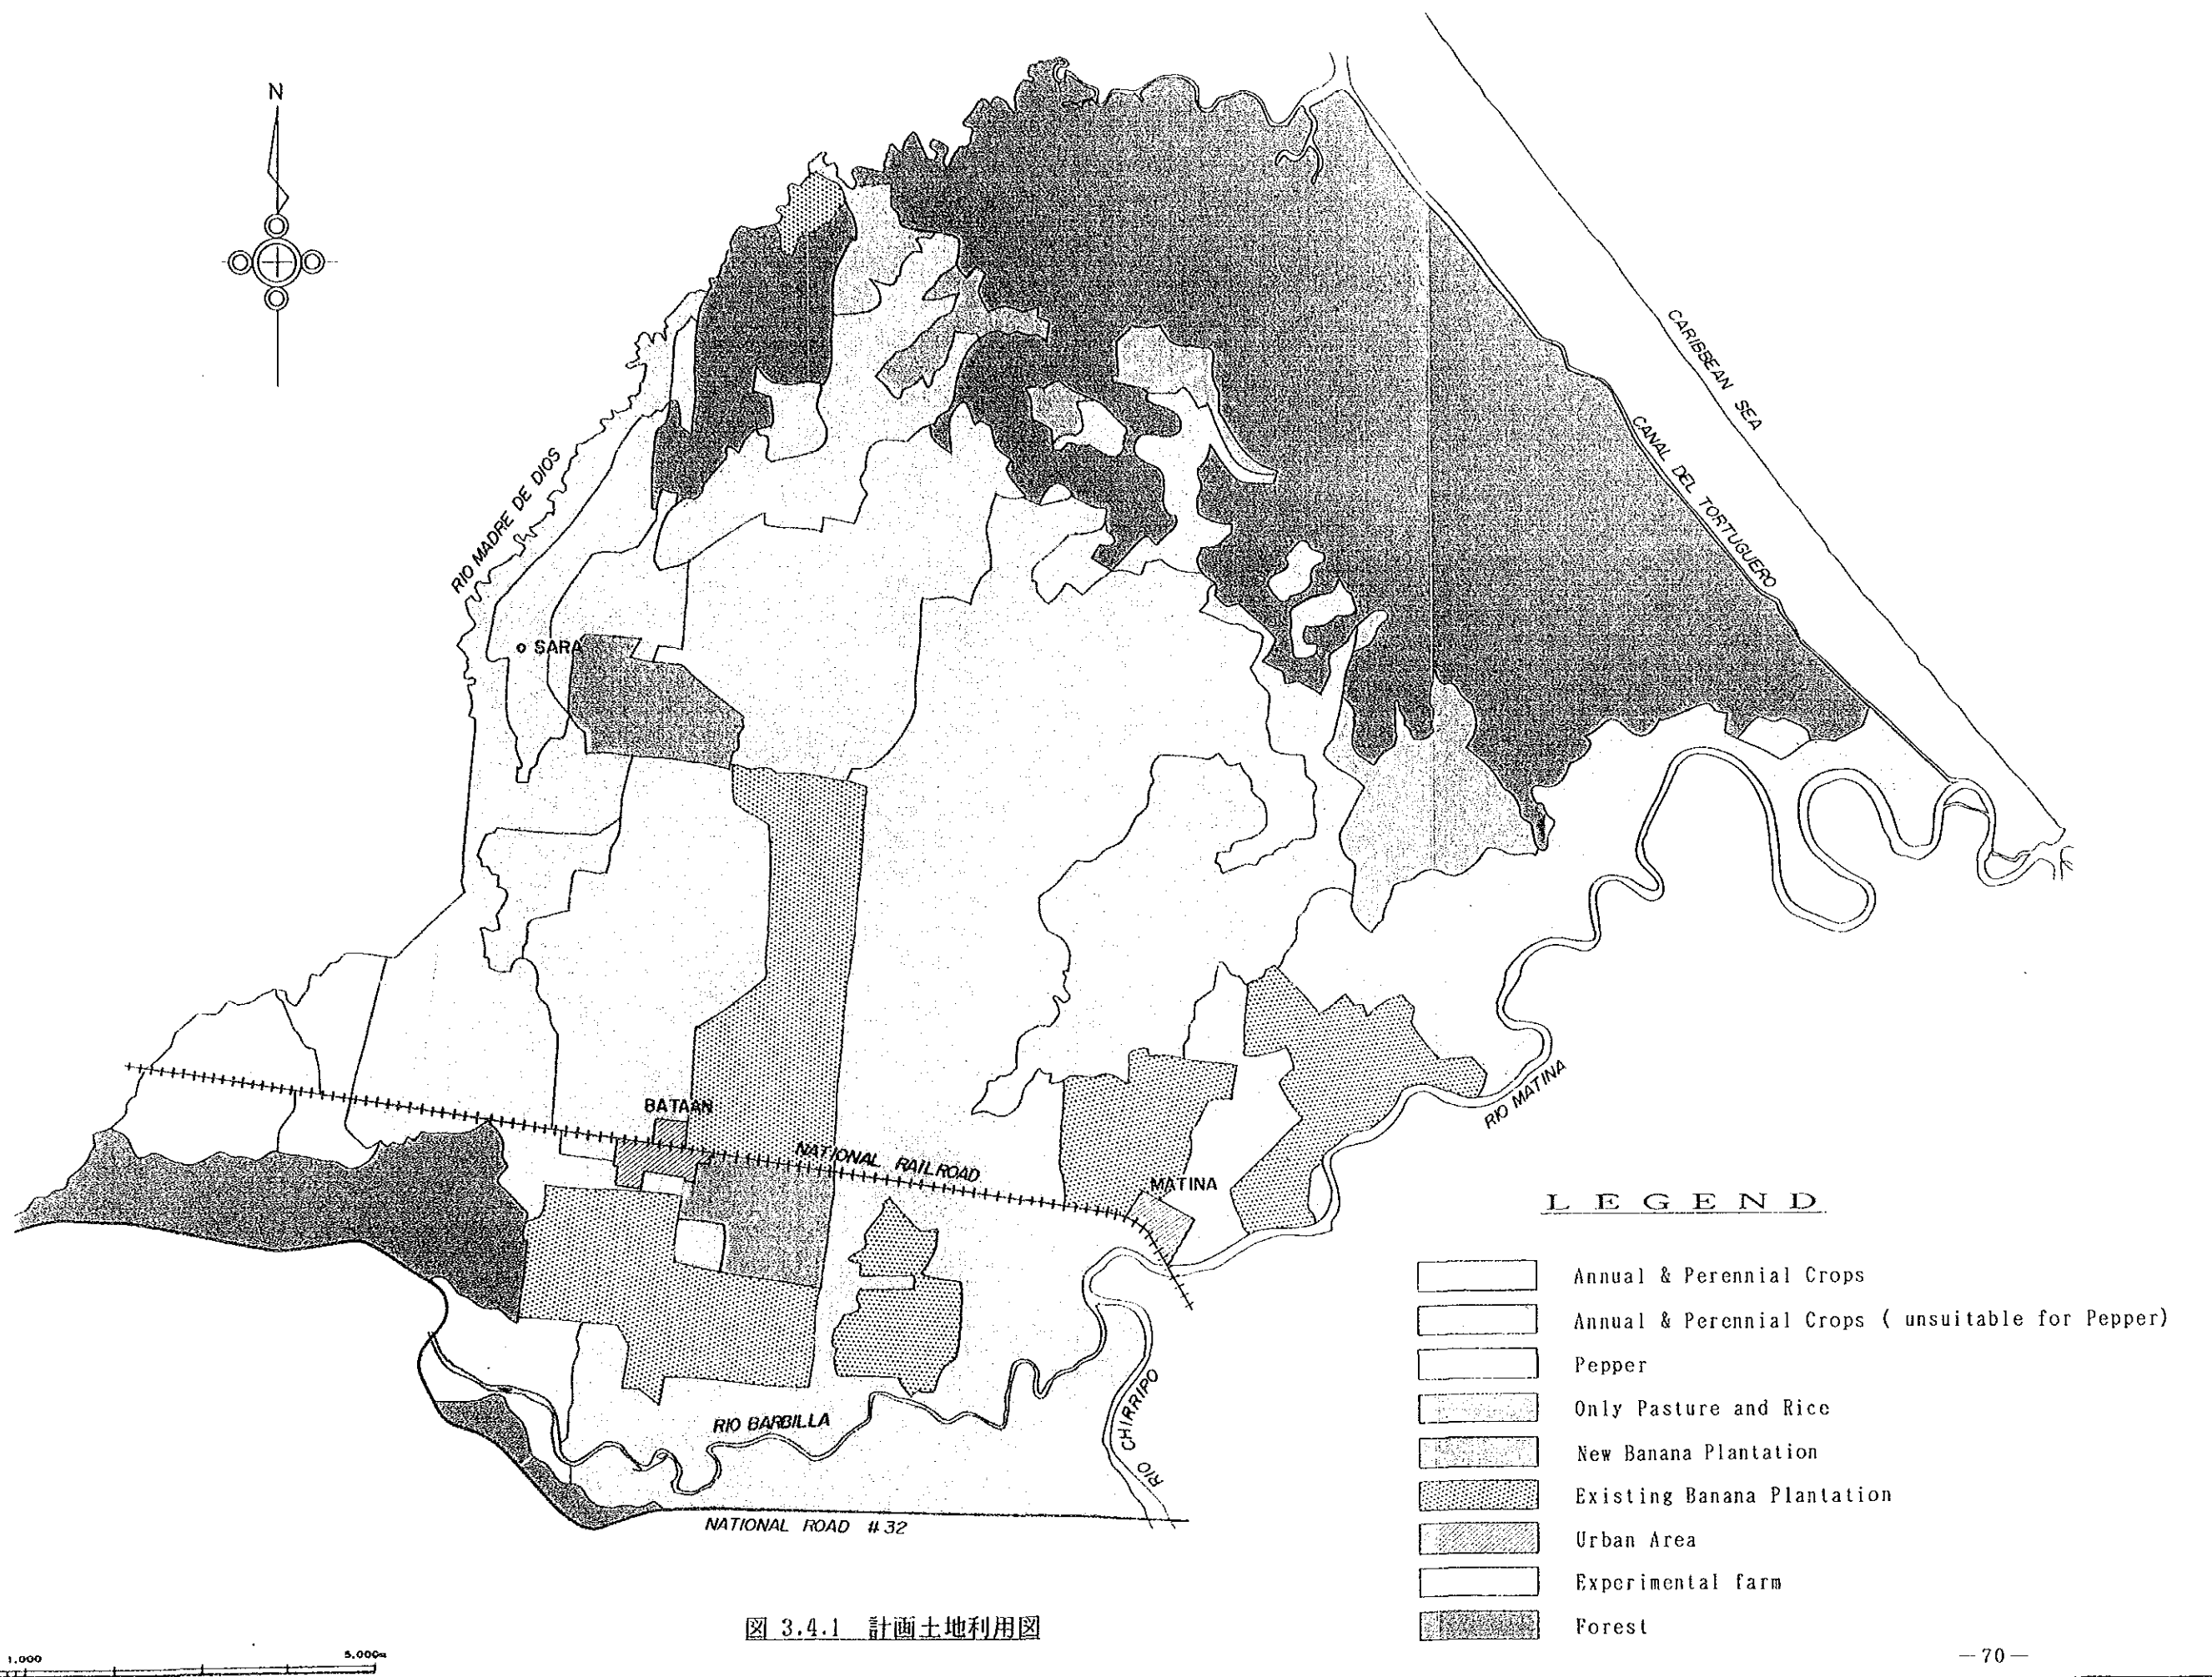 N
CARIBBEAN SEA
CANAL DEL TORTUGUERO
RIO MADRE DE DIOS
SARA
BATAAN
NATIONAL RAILROAD
MATINA
RIO MATINA
RIO BARBILLA
RIO CHIRRIPO
NATIONAL ROAD #32
LEGEND
Annual & Perennial Crops
Annual & Perennial Crops ( unsuitable for Pepper)
Pepper
Only Pasture and Rice
New Banana Plantation
Existing Banana Plantation
Urban Area
Experimental farm
Forest
図 3.4.1 計画土地利用図
1,000 5,000m
—70—